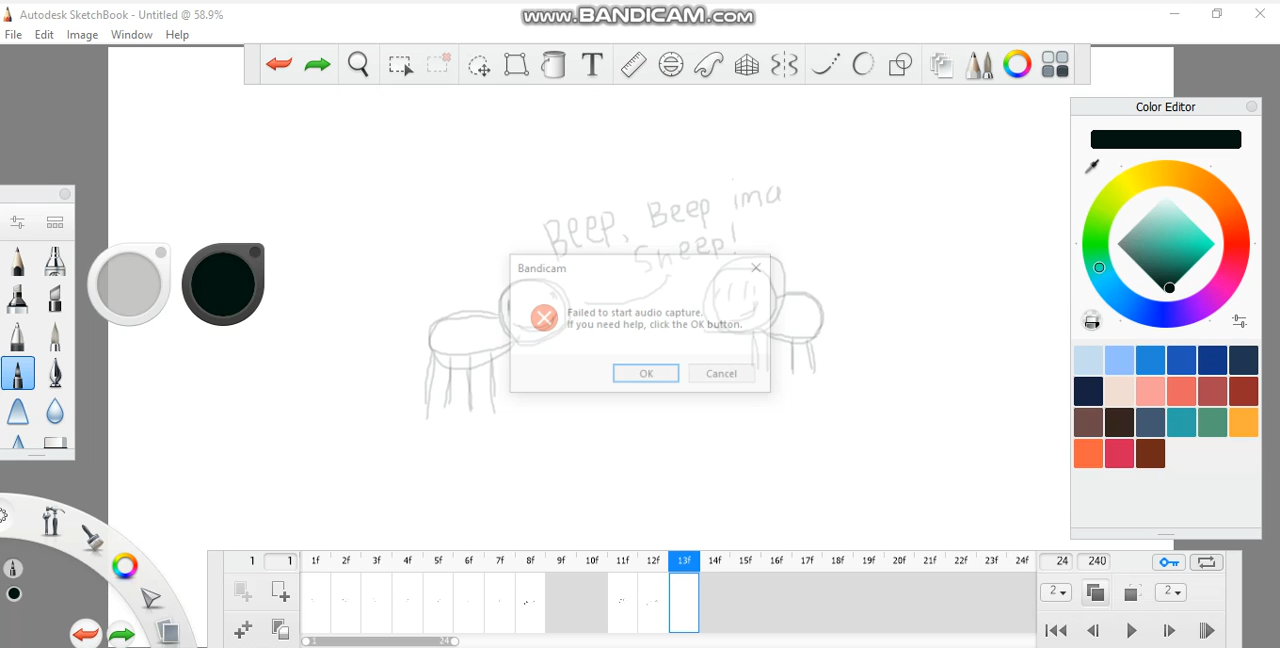 Autodesk SketchBook - Untitled @ 58.9%
www.BANDICAM.com
File Edit Image Window Help
T
Color Editor
Beep, Beep ima
Sheep!
Bandicam
Failed to start audio capture.
If you need help, click the OK button.
OK Cancel
1 1 1f 2f 3f 4f 5f 6f 7f 8f 9f 10f 11f 12f 13f 14f 15f 16f 17f 18f 19f 20f 21f 22f 23f 24f 24 240
2 2
1 24